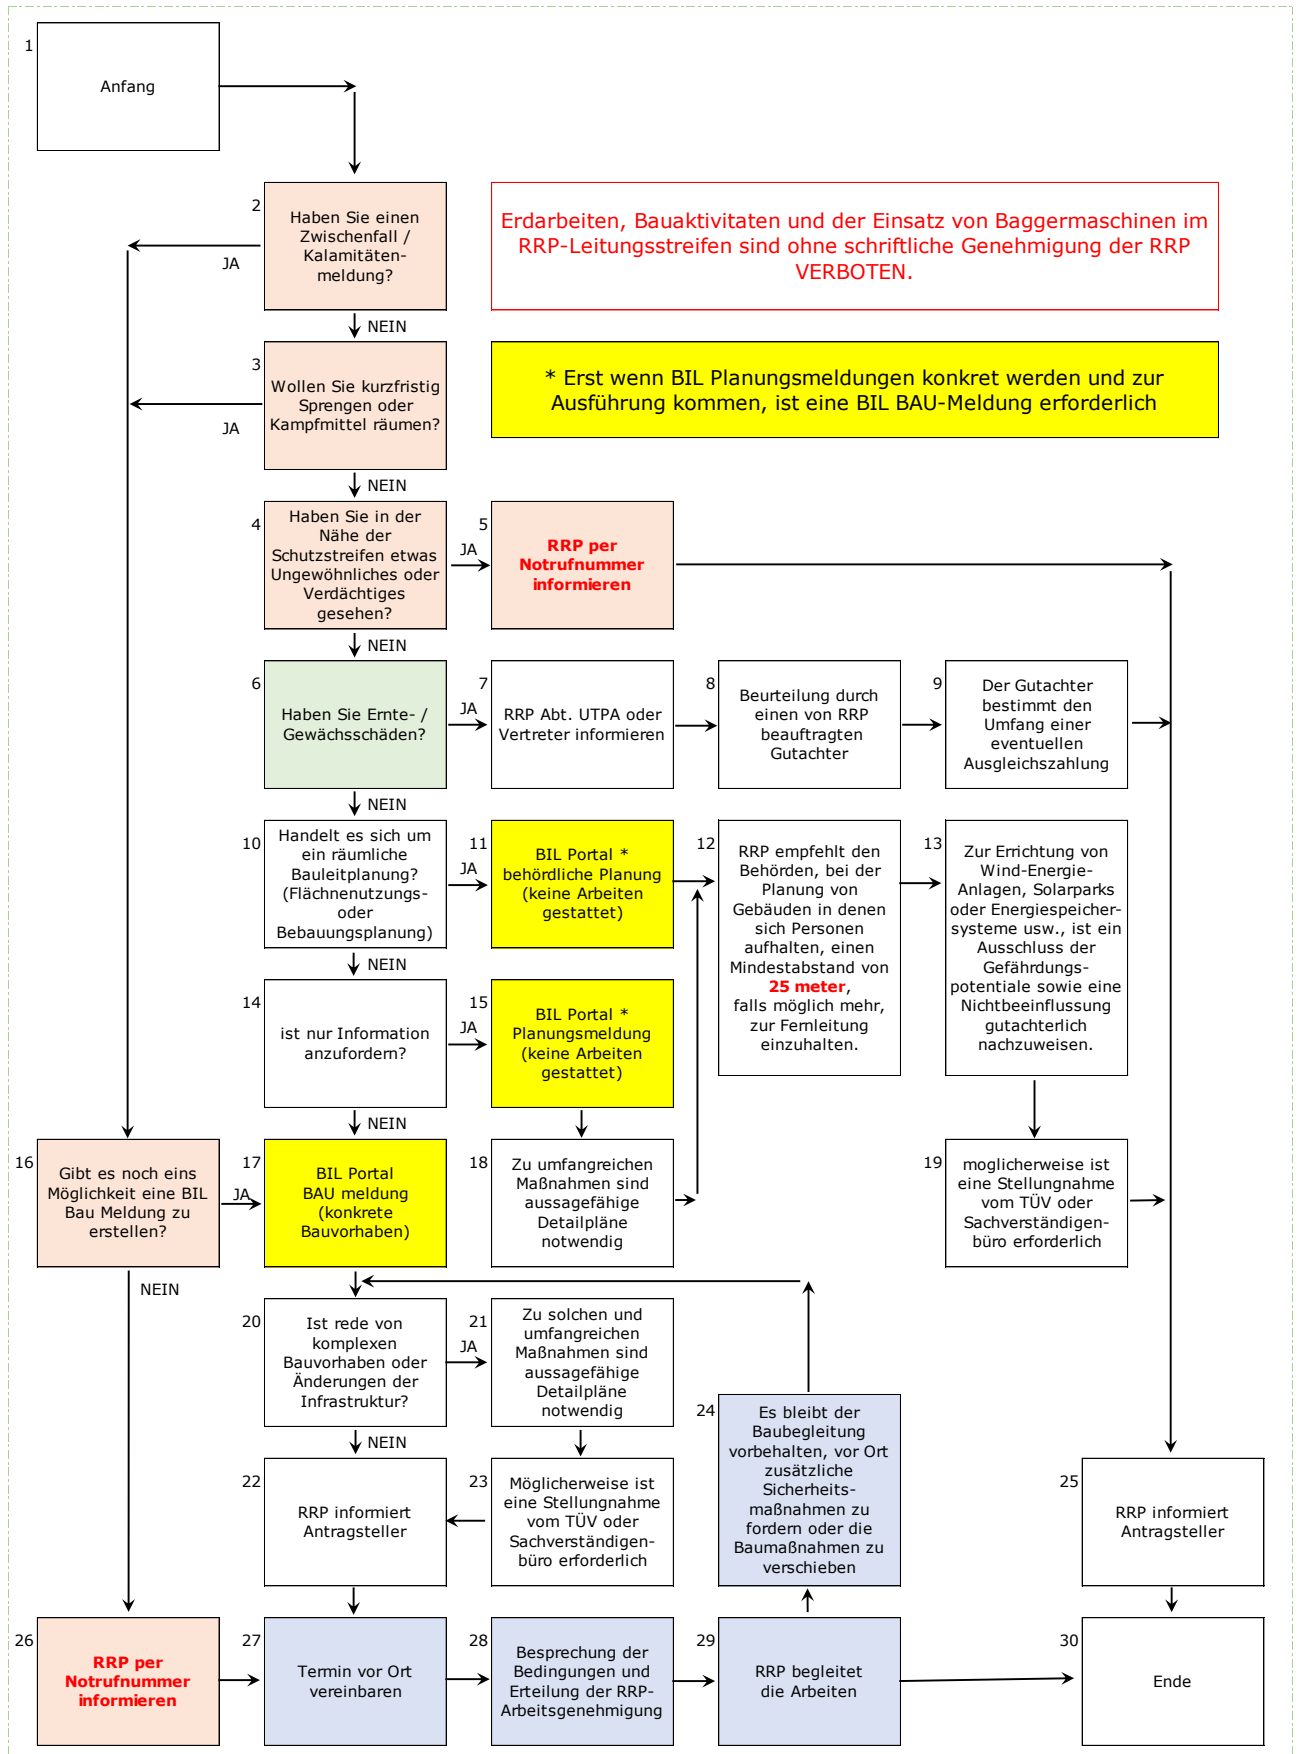 1
Anfang
2
Haben Sie einen
Zwischenfall /
Kalamitäten-
meldung?
JA
NEIN
Erdarbeiten, Bauaktivitaten und der Einsatz von Baggermaschinen im
RRP-Leitungsstreifen sind ohne schriftliche Genehmigung der RRP
VERBOTEN.
3
Wollen Sie kurzfristig
Sprengen oder
Kampfmittel räumen?
JA
NEIN
* Erst wenn BIL Planungsmeldungen konkret werden und zur
Ausführung kommen, ist eine BIL BAU-Meldung erforderlich
4
Haben Sie in der
Nähe der
Schutzstreifen etwas
Ungewöhnliches oder
Verdächtiges
gesehen?
JA
NEIN
5
RRP per
Notrufnummer
informieren
6
Haben Sie Ernte- /
Gewächsschäden?
JA
NEIN
7
RRP Abt. UTPA oder
Vertreter informieren
8
Beurteilung durch
einen von RRP
beauftragten
Gutachter
9
Der Gutachter
bestimmt den
Umfang einer
eventuellen
Ausgleichszahlung
10
Handelt es sich um
ein räumliche
Bauleitplanung?
(Flächnenutzungs-
oder
Bebauungsplanung)
JA
NEIN
11
BIL Portal *
behördliche Planung
(keine Arbeiten
gestattet)
12
RRP empfehlt den
Behörden, bei der
Planung von
Gebäuden in denen
sich Personen
aufhalten, einen
Mindestabstand von
25 meter,
falls möglich mehr,
zur Fernleitung
einzuhalten.
13
Zur Errichtung von
Wind-Energie-
Anlagen, Solarparks
oder Energiespeicher-
systeme usw., ist ein
Ausschluss der
Gefährdungs-
potentiale sowie eine
Nichtbeeinflussung
gutachterlich
nachzuweisen.
14
ist nur Information
anzufordern?
JA
NEIN
15
BIL Portal *
Planungsmeldung
(keine Arbeiten
gestattet)
16
Gibt es noch eins
Möglichkeit eine BIL
Bau Meldung zu
erstellen?
JA
NEIN
17
BIL Portal
BAU meldung
(konkrete
Bauvorhaben)
18
Zu umfangreichen
Maßnahmen sind
aussagefähige
Detailpläne
notwendig
19
moglicherweise ist
eine Stellungnahme
vom TÜV oder
Sachverständigen-
büro erforderlich
20
Ist rede von
komplexen
Bauvorhaben oder
Änderungen der
Infrastruktur?
JA
NEIN
21
Zu solchen und
umfangreichen
Maßnahmen sind
aussagefähige
Detailpläne
notwendig
22
RRP informiert
Antragsteller
23
Möglicherweise ist
eine Stellungnahme
vom TÜV oder
Sachverständigen-
büro erforderlich
24
Es bleibt der
Baubegleitung
vorbehalten, vor Ort
zusätzliche
Sicherheits-
maßnahmen zu
fordern oder die
Baumaßnahmen zu
verschieben
25
RRP informiert
Antragsteller
26
RRP per
Notrufnummer
informieren
27
Termin vor Ort
vereinbaren
28
Besprechung der
Bedingungen und
Erteilung der RRP-
Arbeitsgenehmigung
29
RRP begleitet
die Arbeiten
30
Ende